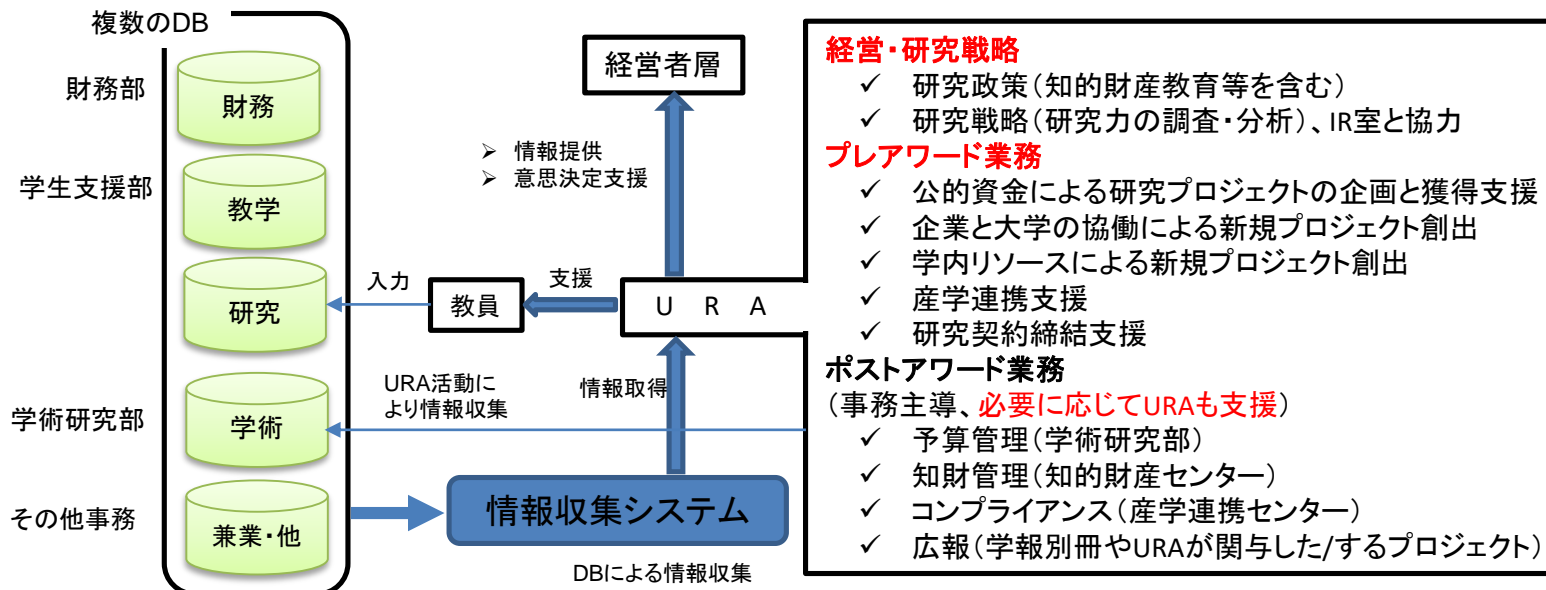 複数のDB
財務部
財務
学生支援部
教学
研究
学術研究部
学術
その他事務
兼業・他
経営者層
➢ 情報提供
➢ 意思決定支援
入力
教員
支援
U R A
URA活動に
より情報収集
情報取得
情報収集システム
DBによる情報収集
経営・研究戦略
✓ 研究政策(知的財産教育等を含む)
✓ 研究戦略(研究力の調査・分析)、IR室と協力
プレアワード業務
✓ 公的資金による研究プロジェクトの企画と獲得支援
✓ 企業と大学の協働による新規プロジェクト創出
✓ 学内リソースによる新規プロジェクト創出
✓ 産学連携支援
✓ 研究契約締結支援
ポストアワード業務
(事務主導、必要に応じてURAも支援)
✓ 予算管理(学術研究部)
✓ 知財管理(知的財産センター)
✓ コンプライアンス(産学連携センター)
✓ 広報(学報別冊やURAが関与した/するプロジェクト)